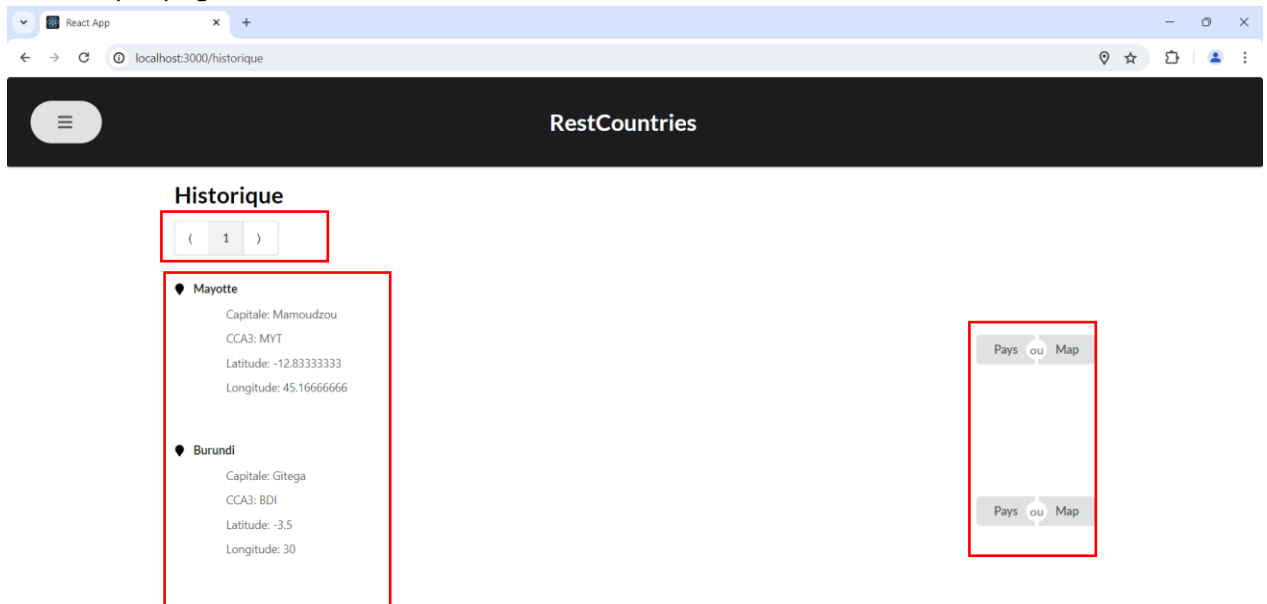 React App
localhost:3000/historique
RestCountries
Historique
⟨ 1 ⟩
Mayotte
Capitale: Mamoudzou
CCA3: MYT
Latitude: -12.83333333
Longitude: 45.16666666
Pays ou Map
Burundi
Capitale: Gitega
CCA3: BDI
Latitude: -3.5
Longitude: 30
Pays ou Map